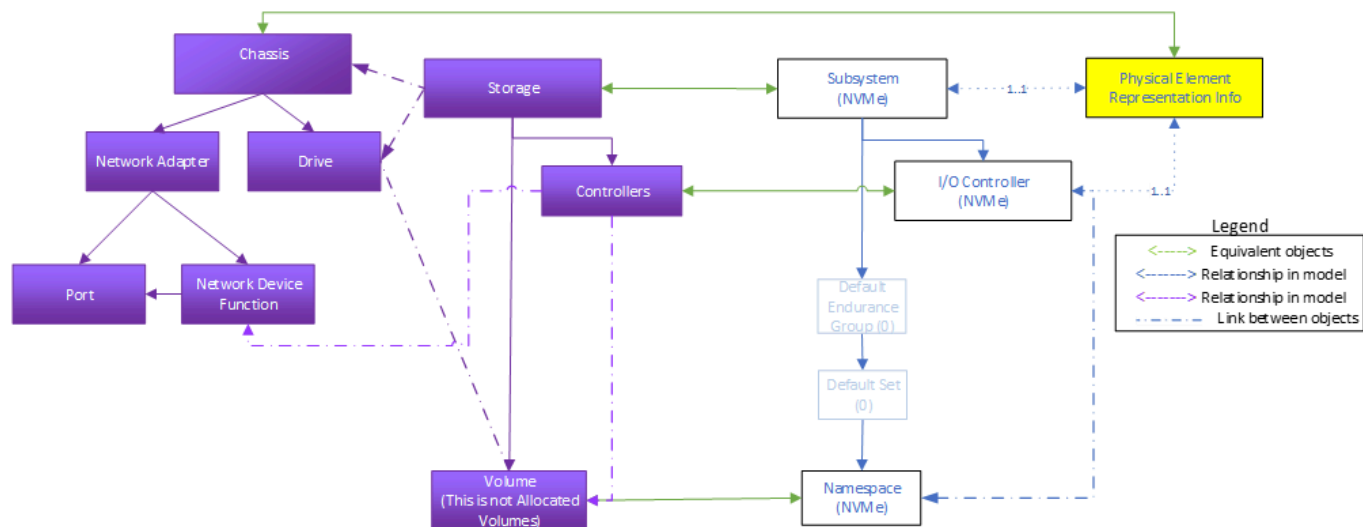 Chassis
Storage
Subsystem
(NVMe)
Physical Element
Representation Info
1..1
Network Adapter
Drive
Controllers
I/O Controller
(NVMe)
1..1
Legend
Equivalent objects
Relationship in model
Relationship in model
Link between objects
Port
Network Device
Function
Default
Endurance
Group (0)
Default Set
(0)
Volume
(This is not Allocated
Volumes)
Namespace
(NVMe)